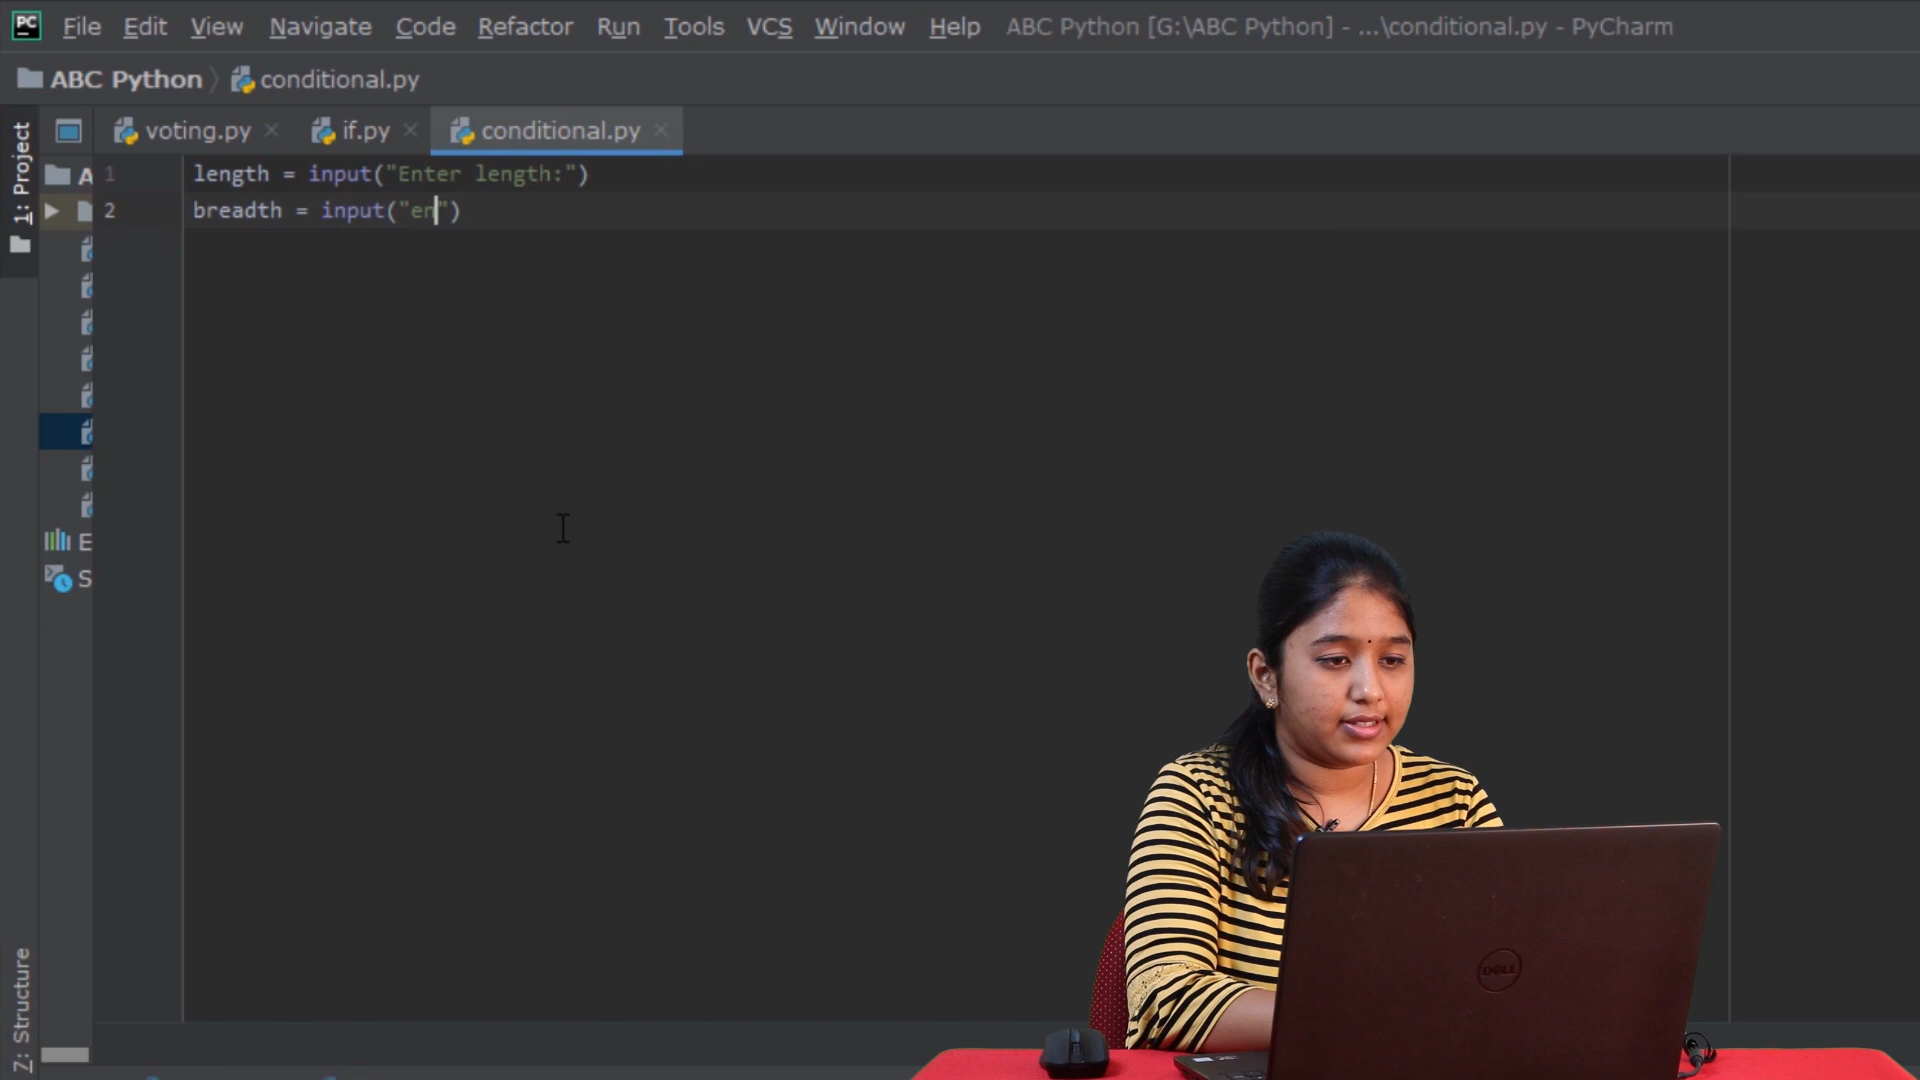 PC File Edit View Navigate Code Refactor Run Tools VCS Window Help ABC Python [G:\ABC Python] - ...\conditional.py - PyCharm
ABC Python conditional.py
voting.py if.py conditional.py
1: Project
A
1 length = input("Enter length:")
2 breadth = input("en")
E
S
Z: Structure
DELL